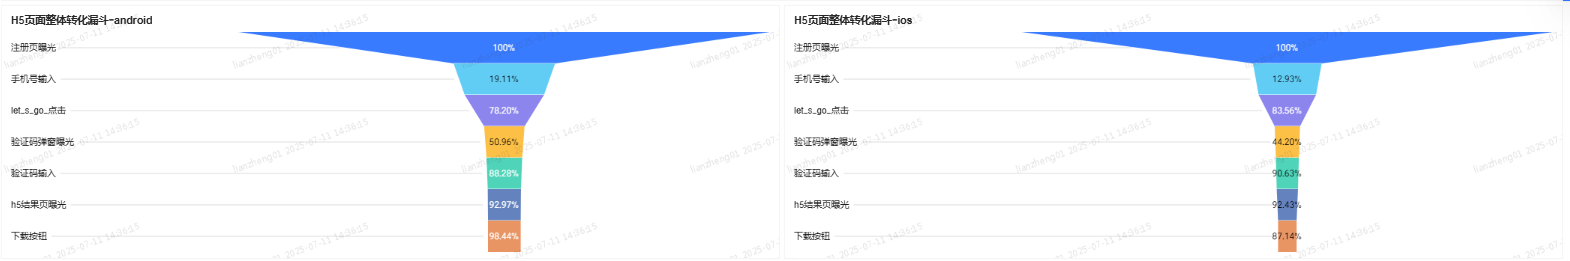 H5页面整体转化漏斗-android
注册页曝光
100%
手机号输入
19.11%
let_s_go_点击
78.20%
验证码弹窗曝光
50.96%
验证码输入
88.28%
h5结果页曝光
92.97%
下载按钮
98.44%
H5页面整体转化漏斗-ios
注册页曝光
100%
手机号输入
12.93%
let_s_go_点击
83.56%
验证码弹窗曝光
44.20%
验证码输入
90.63%
h5结果页曝光
92.43%
下载按钮
87.14%
lianzheng01 2025-07-11 14:36:15